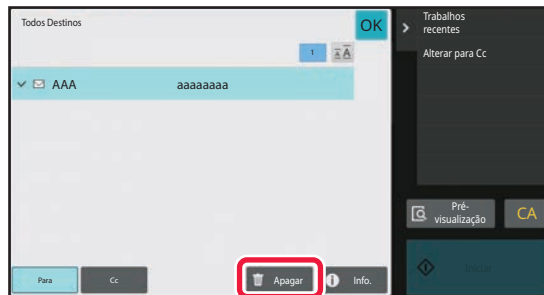 Todos Destinos
OK
1
AAA aaaaaaaa
Para
Cc
Apagar
Info.
Trabalhos
recentes
Alterar para Cc
Pré-
visualização
CA
Iniciar